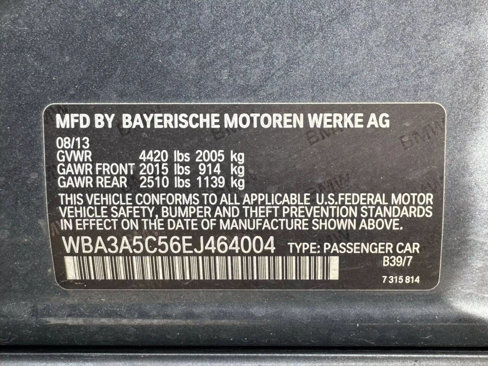 MFD BY BAYERISCHE MOTOREN WERKE AG
08/13
GVWR 4420 lbs 2005 kg
GAWR FRONT 2015 lbs 914 kg
GAWR REAR 2510 lbs 1139 kg
THIS VEHICLE CONFORMS TO ALL APPLICABLE U.S.FEDERAL MOTOR
VEHICLE SAFETY, BUMPER AND THEFT PREVENTION STANDARDS
IN EFFECT ON THE DATE OF MANUFACTURE SHOWN ABOVE.
WBA3A5C56EJ464004 TYPE: PASSENGER CAR
B39/7
7 315 814